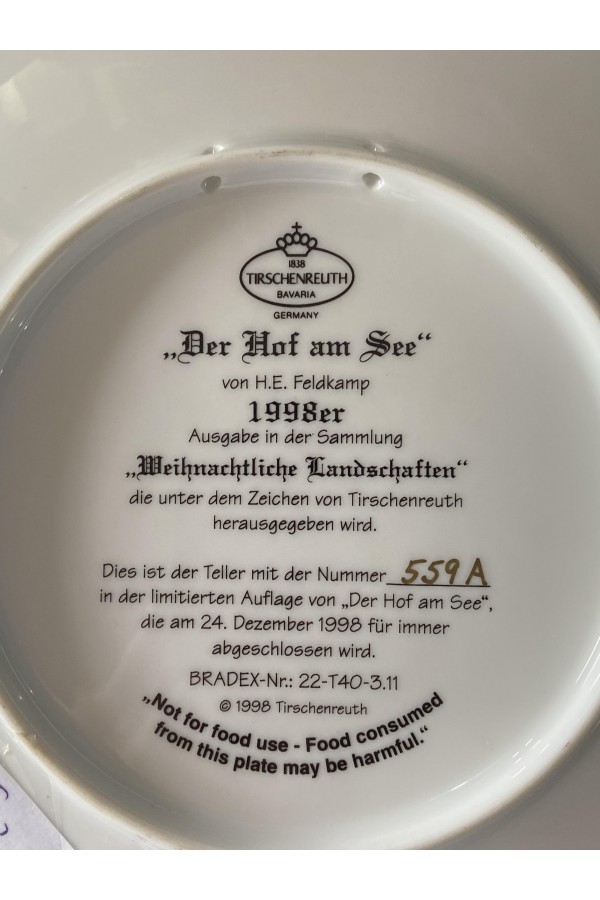 1838
TIRSCHENREUTH
BAVARIA
GERMANY
„Der Hof am See“
von H.E. Feldkamp
1998er
Ausgabe in der Sammlung
„Weihnachtliche Landschaften“
die unter dem Zeichen von Tirschenreuth
herausgegeben wird.
Dies ist der Teller mit der Nummer 559A
in der limitierten Auflage von „Der Hof am See“,
die am 24. Dezember 1998 für immer
abgeschlossen wird.
BRADEX-Nr.: 22-T40-3.11
© 1998 Tirschenreuth
„Not for food use - Food consumed
from this plate may be harmful.“